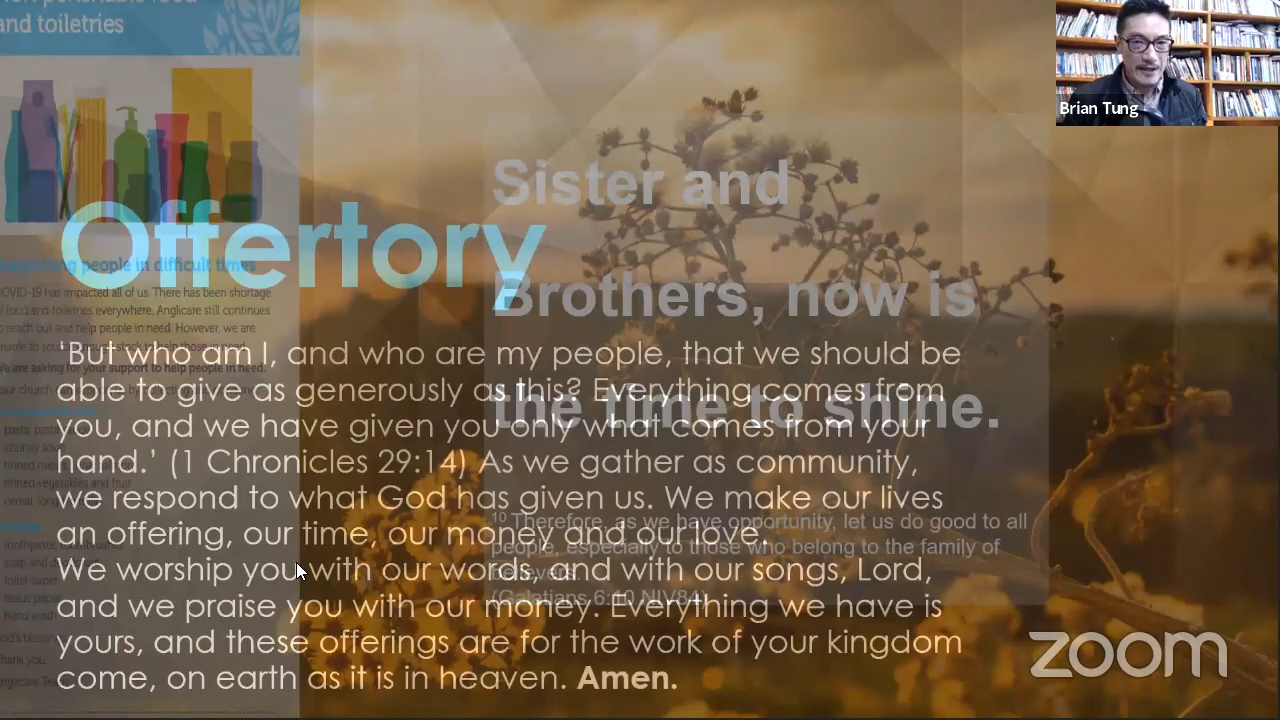 and toiletries
Brian Tung
Sister and
Brothers, now is
the time to shine.
Offertory
Supporting people in difficult times
COVID-19 has impacted all of us. There has been shortage
of food and toiletries everywhere. Anglicare still continues
to reach out and help people in need. However, we are
We are asking for your support to help people in need.
'But who am I, and who are my people, that we should be
able to give as generously as this? Everything comes from
you, and we have given you only what comes from your
hand.' (1 Chronicles 29:14) As we gather as community,
we respond to what God has given us. We make our lives
an offering, our time, our money and our love.
We worship you with our words, and with our songs, Lord,
and we praise you with our money. Everything we have is
yours, and these offerings are for the work of your kingdom
come, on earth as it is in heaven. Amen.
10 Therefore, as we have opportunity, let us do good to all
people, especially to those who belong to the family of
believers.
(Galatians 6:10 NIV84)
zoom